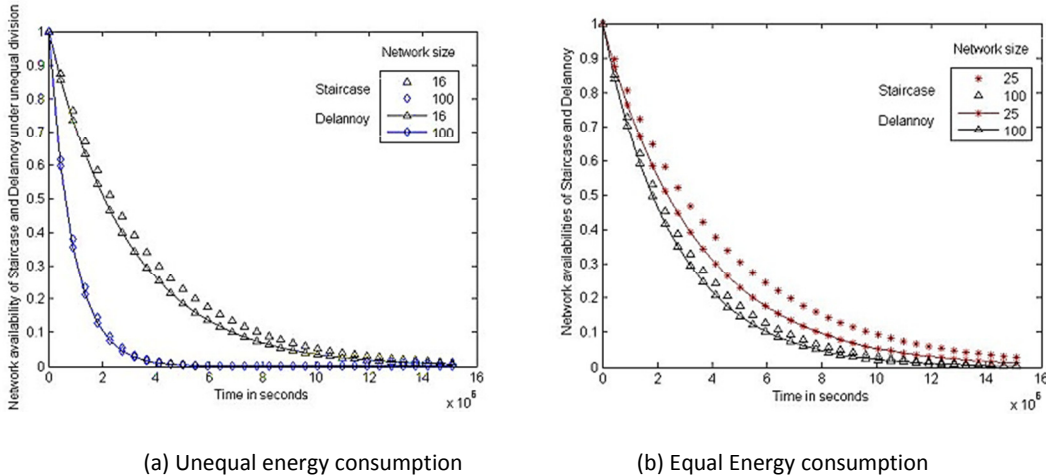 Network availability of Staircase and Delannoy under unequal division
1
0.9
0.8
0.7
0.6
0.5
0.4
0.3
0.2
0.1
0
0 2 4 6 8 10 12 14 16
Time in seconds
Network size
Staircase
16
100
Delannoy
16
100
(a) Unequal energy consumption
Network availabilities of Staircase and Delannoy
1
0.9
0.8
0.7
0.6
0.5
0.4
0.3
0.2
0.1
0
0 2 4 6 8 10 12 14 16
Time in seconds
Network size
Staircase
25
100
Delannoy
25
100
(b) Equal Energy consumption